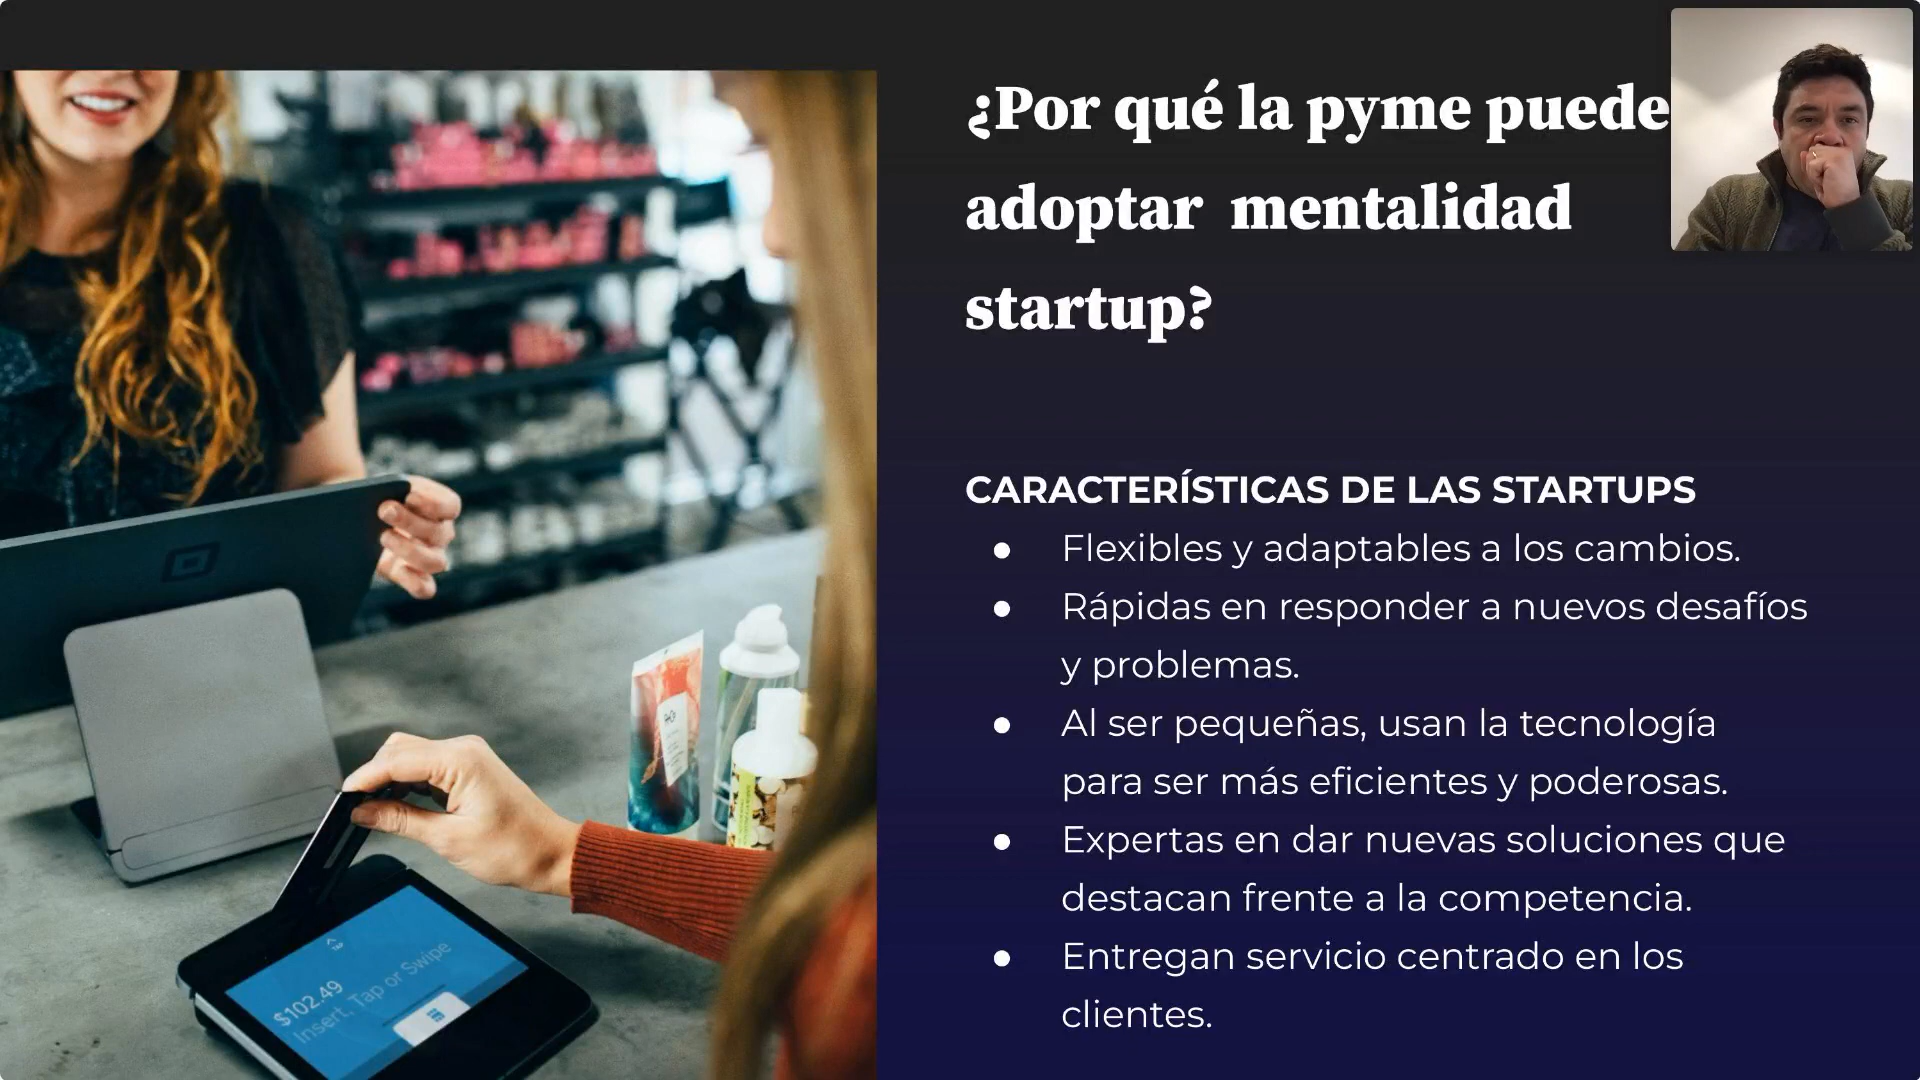 ¿Por qué la pyme puede
adoptar mentalidad
startup?
CARACTERÍSTICAS DE LAS STARTUPS
● Flexibles y adaptables a los cambios.
● Rápidas en responder a nuevos desafíos
y problemas.
● Al ser pequeñas, usan la tecnología
para ser más eficientes y poderosas.
● Expertas en dar nuevas soluciones que
destacan frente a la competencia.
● Entregan servicio centrado en los
clientes.
TAP
$102.49
Insert, Tap or Swipe